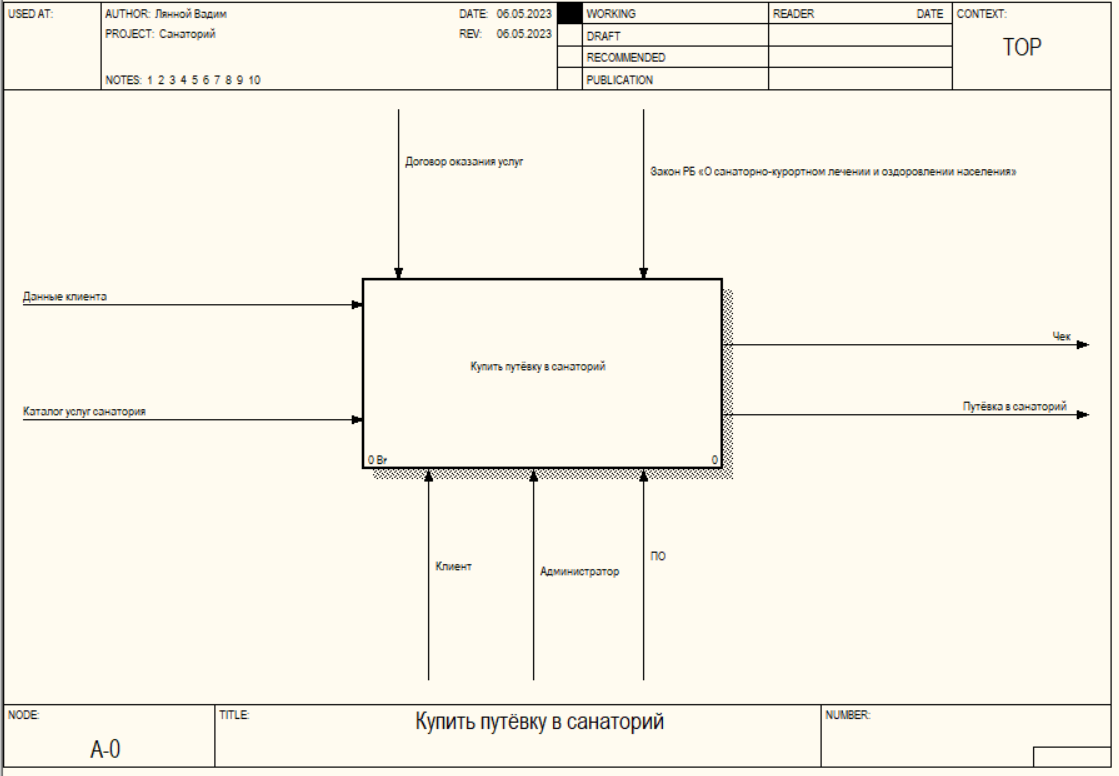 USED AT:
AUTHOR: Лянной Вадим
DATE: 06.05.2023
WORKING
READER
DATE
CONTEXT:
PROJECT: Санаторий
REV: 06.05.2023
DRAFT
TOP
RECOMMENDED
NOTES: 1 2 3 4 5 6 7 8 9 10
PUBLICATION
Договор оказания услуг
Закон РБ «О санаторно-курортном лечении и оздоровлении населения»
Данные клиента
Чек
Купить путёвку в санаторий
Каталог услуг санатория
Путёвка в санаторий
0 Br
0
Клиент
Администратор
ПО
NODE:
A-0
TITLE:
Купить путёвку в санаторий
NUMBER: